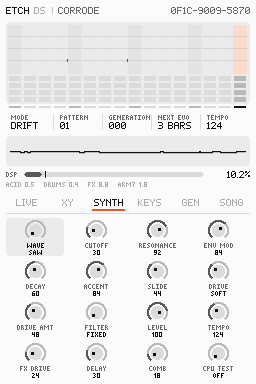 ETCH DS | CORRODE 0F1C-9009-5870
MODE PATTERN GENERATION NEXT EVO TEMPO
DRIFT 01 000 3 BARS 124
DSP 10.2%
ACID 0.5 DRUMS 0.4 FX 8.8 ARM7 1.8
LIVE XY SYNTH KEYS GEN SONG
WAVE CUTOFF RESONANCE ENV MOD
SAW 30 92 84
DECAY ACCENT SLIDE DRIVE
60 84 44 SOFT
DRIVE AMT FILTER LEVEL TEMPO
48 FIXED 100 124
FX DRIVE DELAY COMB CPU TEST
24 30 18 OFF